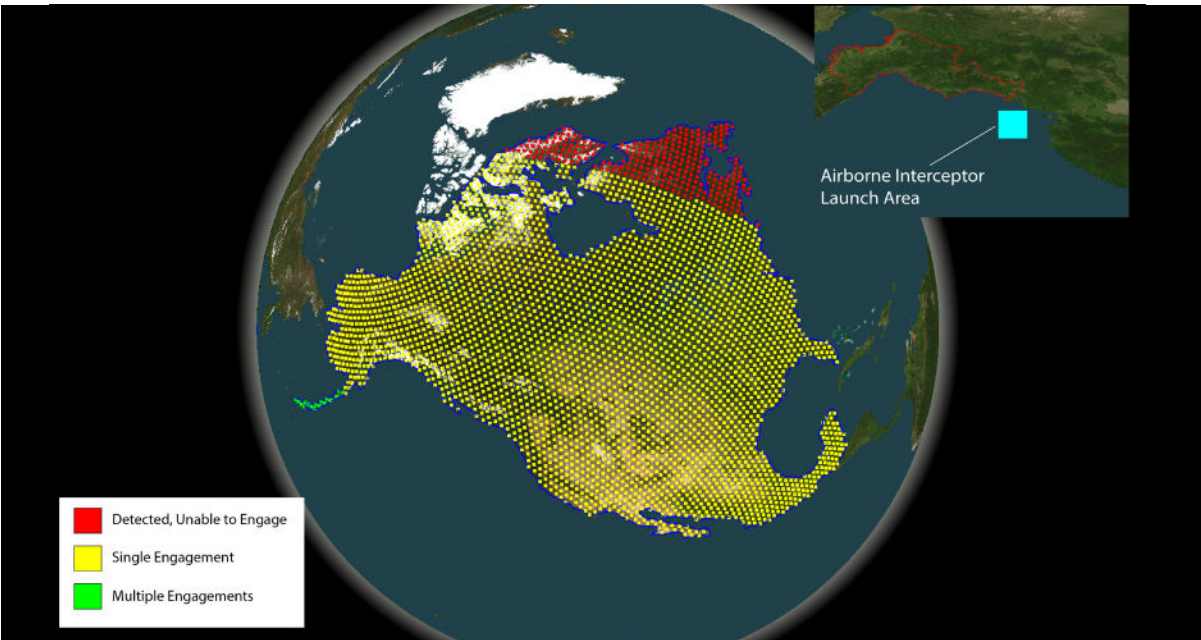 Airborne Interceptor
Launch Area
Detected, Unable to Engage
Single Engagement
Multiple Engagements